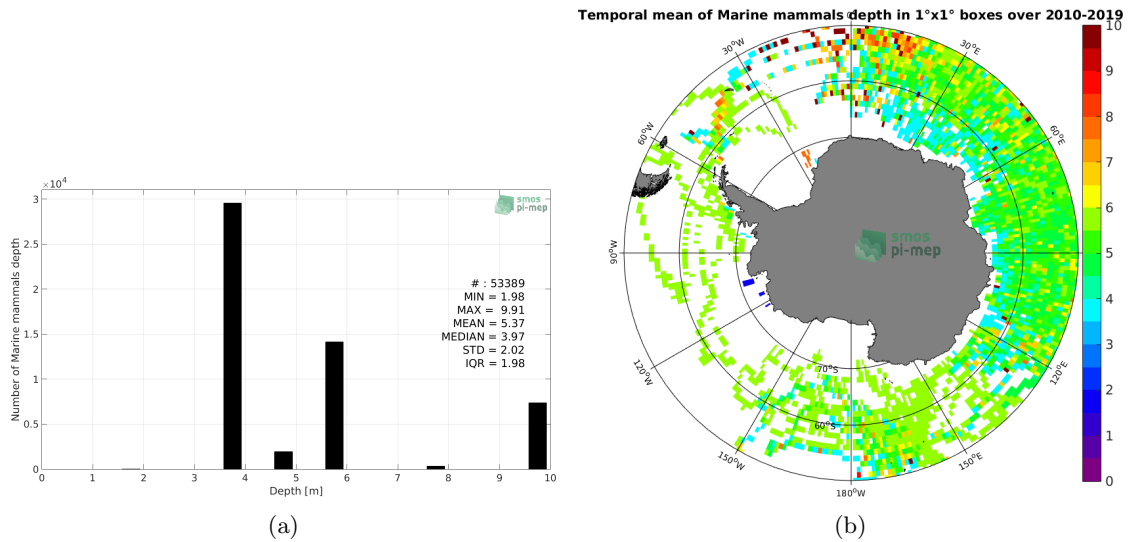 Temporal mean of Marine mammals depth in 1°x1° boxes over 2010-2019
×10⁴
3
2.5
2
1.5
1
0.5
0
Number of Marine mammals depth
0 1 2 3 4 5 6 7 8 9 10
Depth [m]
smos
pi-mep
# : 53389
MIN = 1.98
MAX = 9.91
MEAN = 5.37
MEDIAN = 3.97
STD = 2.02
IQR = 1.98
(a)
0°
30°E
60°E
120°E
150°E
180°W
150°W
120°W
90°W
60°W
30°W
70°S
60°S
smos
pi-mep
10
9
8
7
6
5
4
3
2
1
0
(b)